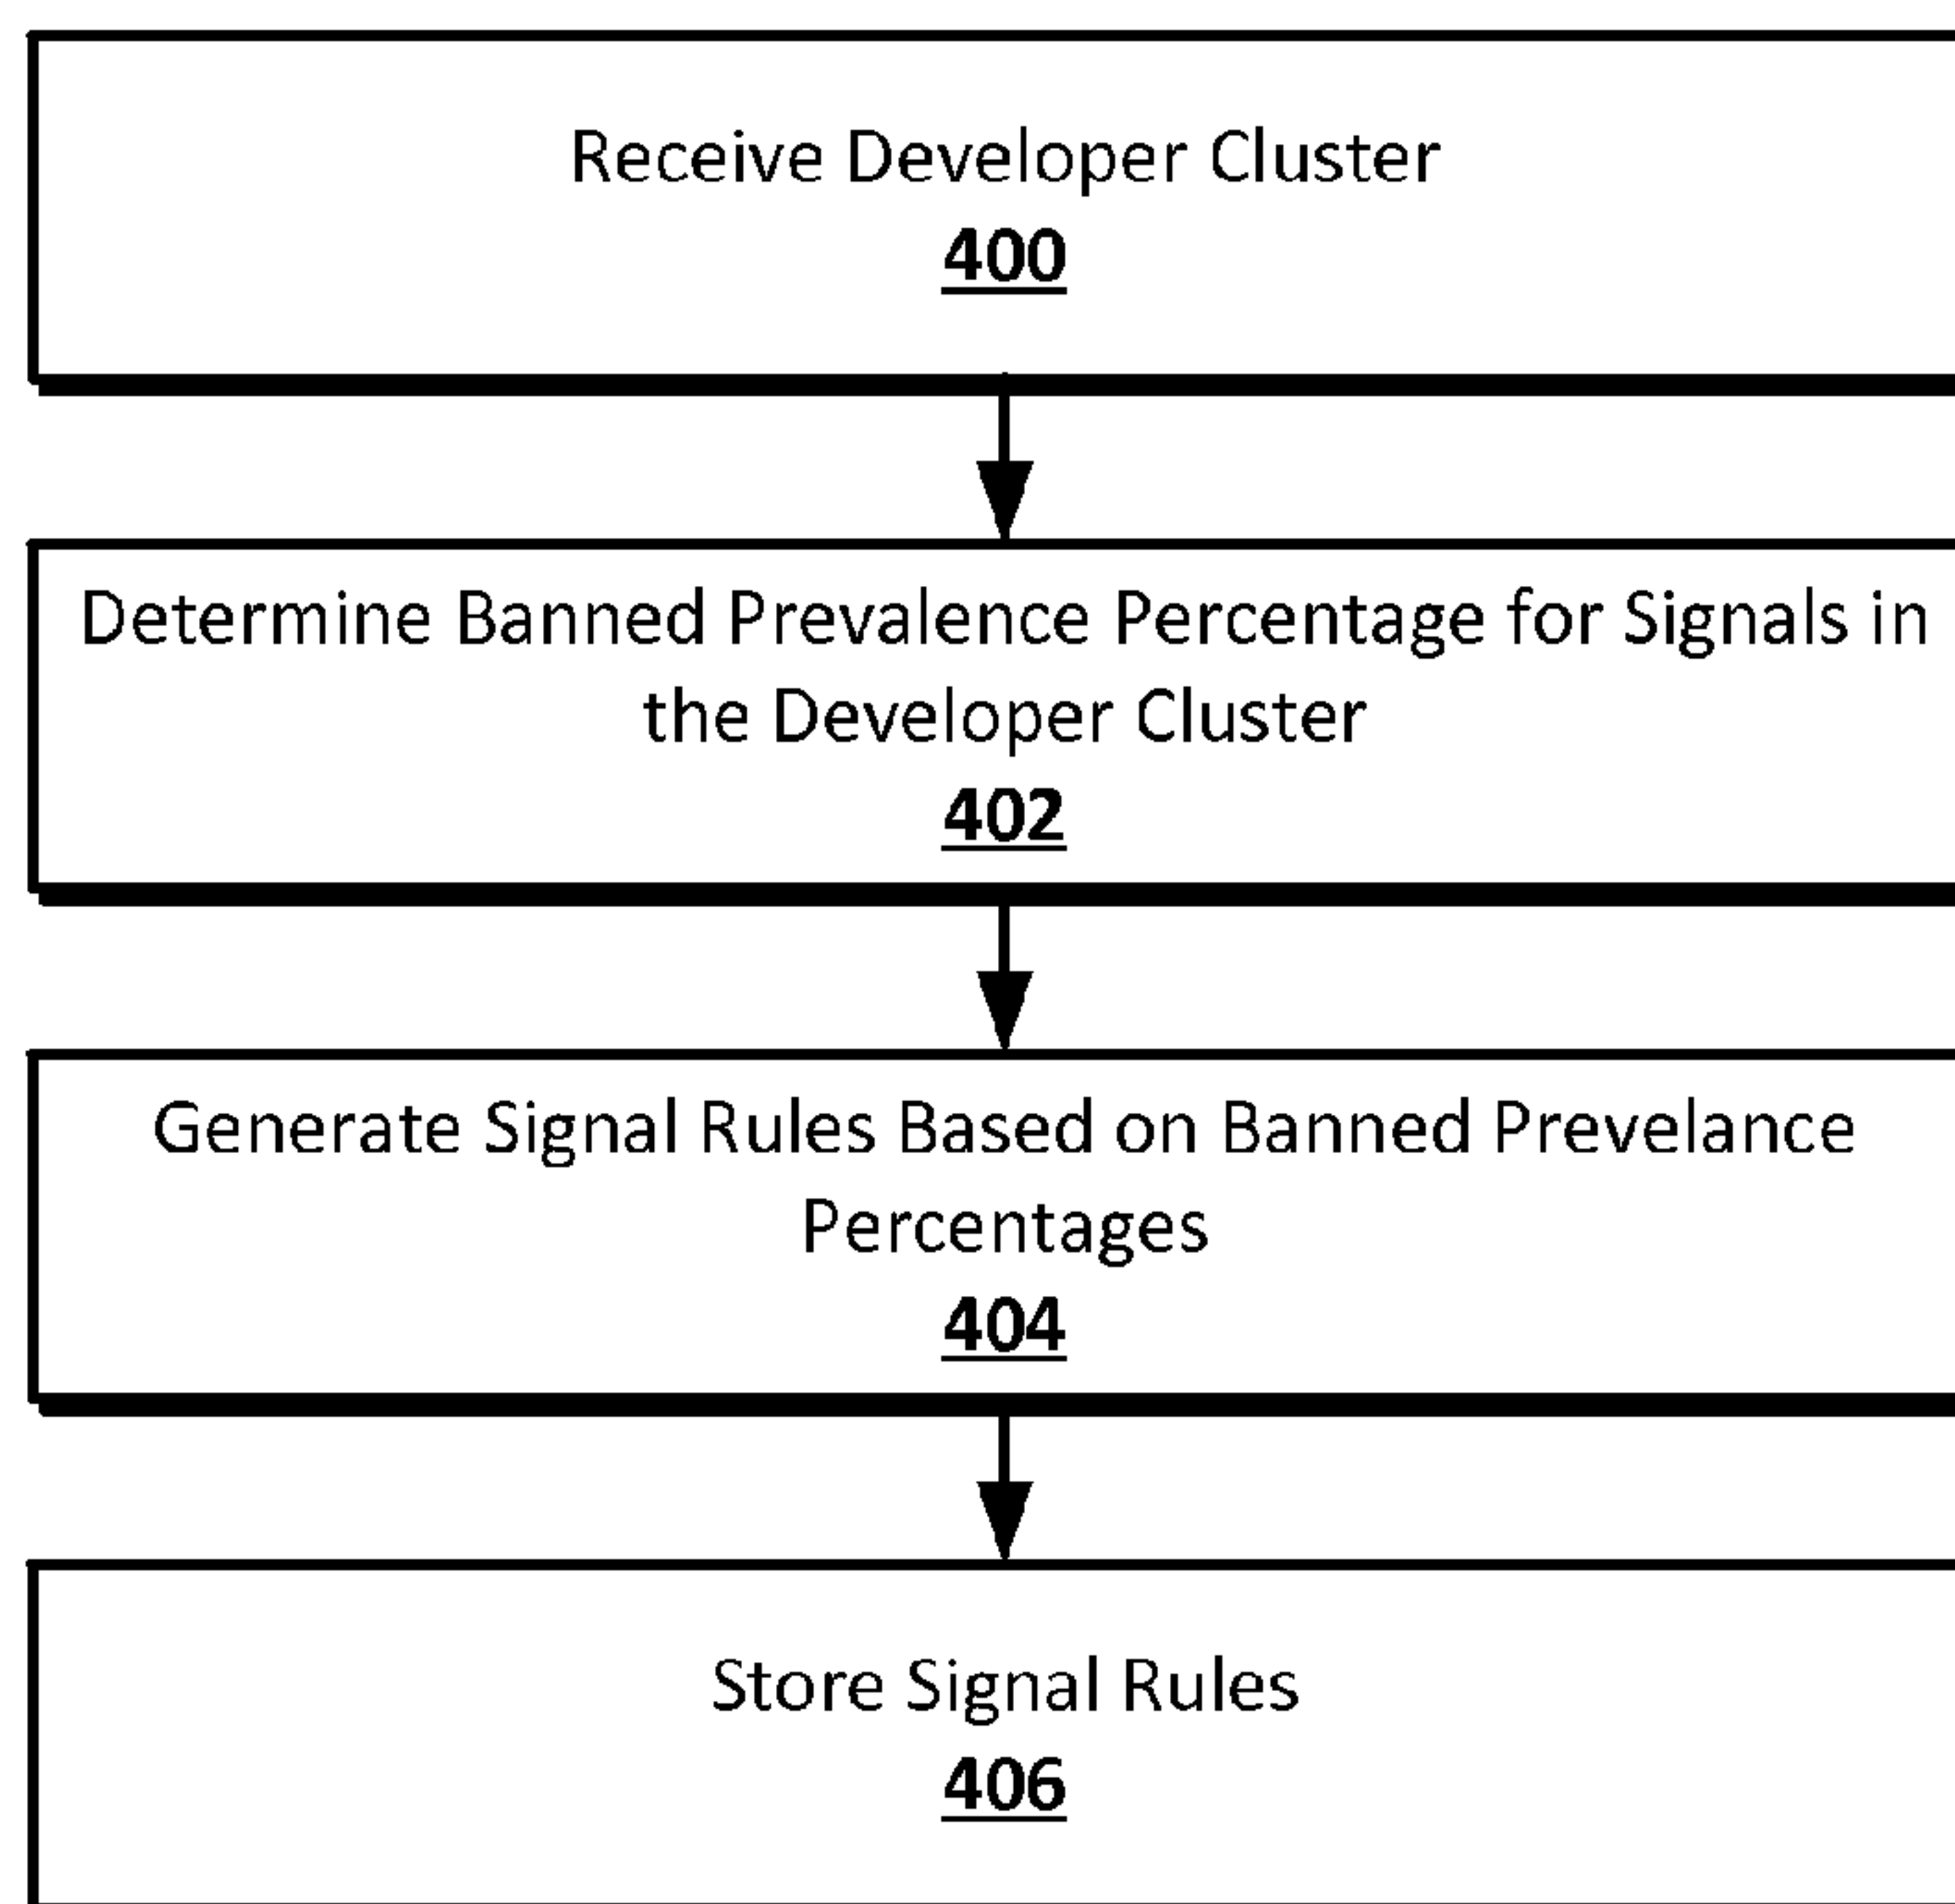 Receive Developer Cluster
400
Determine Banned Prevalence Percentage for Signals in
the Developer Cluster
402
Generate Signal Rules Based on Banned Prevelance
Percentages
404
Store Signal Rules
406